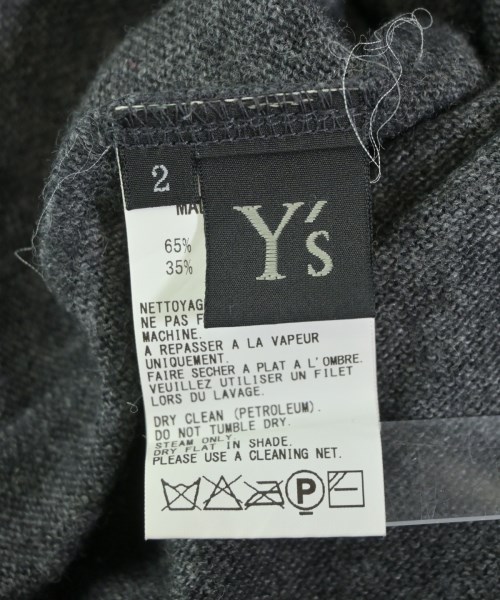 2
Y's
65%
35%
NE PAS
MACHINE.
A REPASSER A LA VAPEUR
UNIQUEMENT.
FAIRE SECHER A PLAT A L'OMBRE.
VEUILLEZ UTILISER UN FILET
LORS DU LAVAGE.
DRY CLEAN (PETROLEUM).
DO NOT TUMBLE DRY.
STEAM ONLY.
DRY FLAT IN SHADE.
PLEASE USE A CLEANING NET.
P